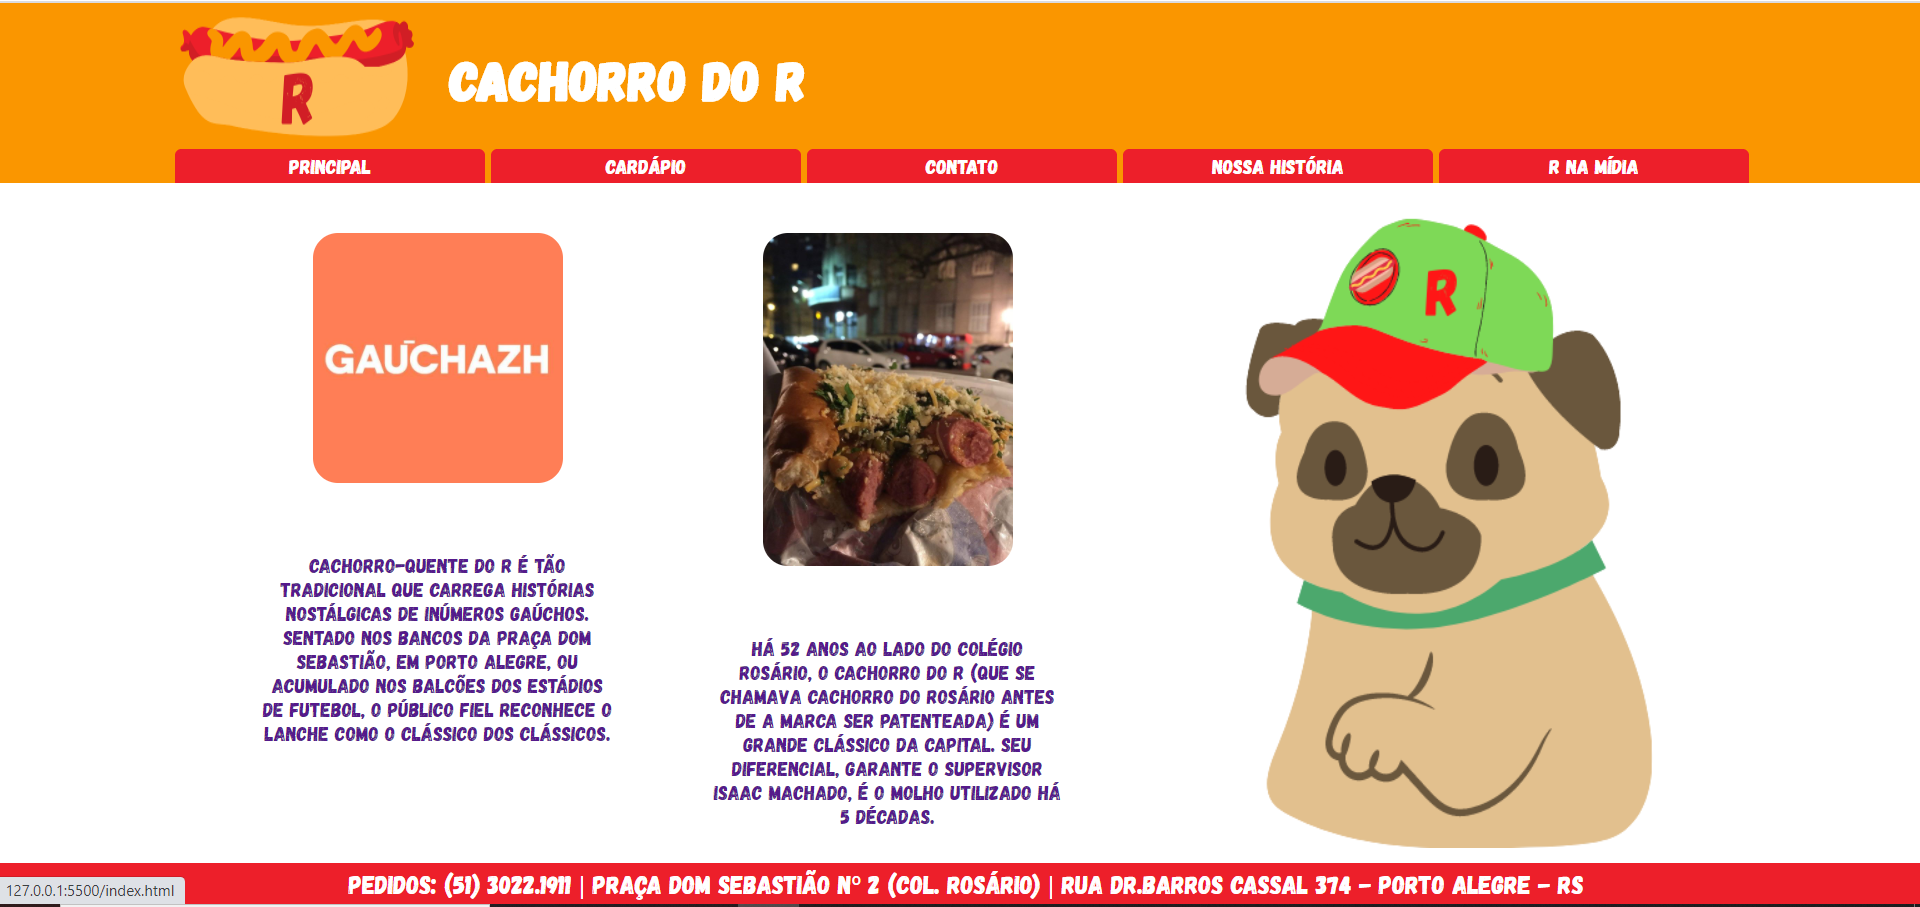 R
CACHORRO DO R
PRINCIPAL
CARDÁPIO
CONTATO
NOSSA HISTÓRIA
R NA MÍDIA
GAÚCHAZH
CACHORRO-QUENTE DO R É TÃO
TRADICIONAL QUE CARREGA HISTÓRIAS
NOSTÁLGICAS DE INÚMEROS GAÚCHOS.
SENTADO NOS BANCOS DA PRAÇA DOM
SEBASTIÃO, EM PORTO ALEGRE, OU
ACUMULADO NOS BALCÕES DOS ESTÁDIOS
DE FUTEBOL, O PÚBLICO FIEL RECONHECE O
LANCHE COMO O CLÁSSICO DOS CLÁSSICOS.
HÁ 52 ANOS AO LADO DO COLÉGIO
ROSÁRIO, O CACHORRO DO R (QUE SE
CHAMAVA CACHORRO DO ROSÁRIO ANTES
DE A MARCA SER PATENTEADA) É UM
GRANDE CLÁSSICO DA CAPITAL. SEU
DIFERENCIAL, GARANTE O SUPERVISOR
ISAAC MACHADO, É O MOLHO UTILIZADO HÁ
5 DÉCADAS.
R
PEDIDOS: (51) 3022.1911 | PRAÇA DOM SEBASTIÃO Nº 2 (COL. ROSÁRIO) | RUA DR.BARROS CASSAL 374 - PORTO ALEGRE - RS
127.0.0.1:5500/index.html